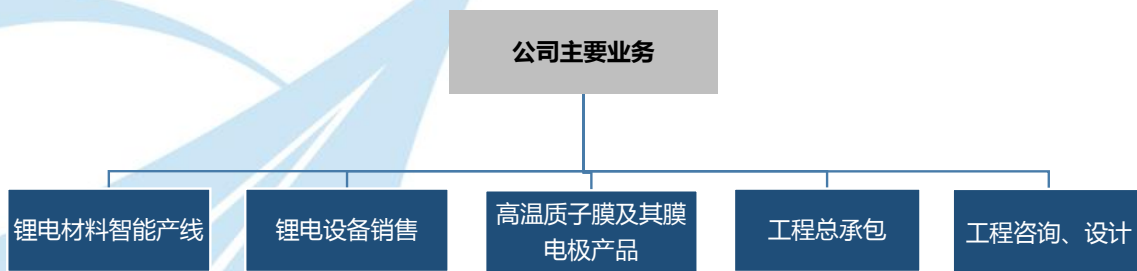 公司主要业务
锂电材料智能产线
锂电设备销售
高温质子膜及其膜
电极产品
工程总承包
工程咨询、设计